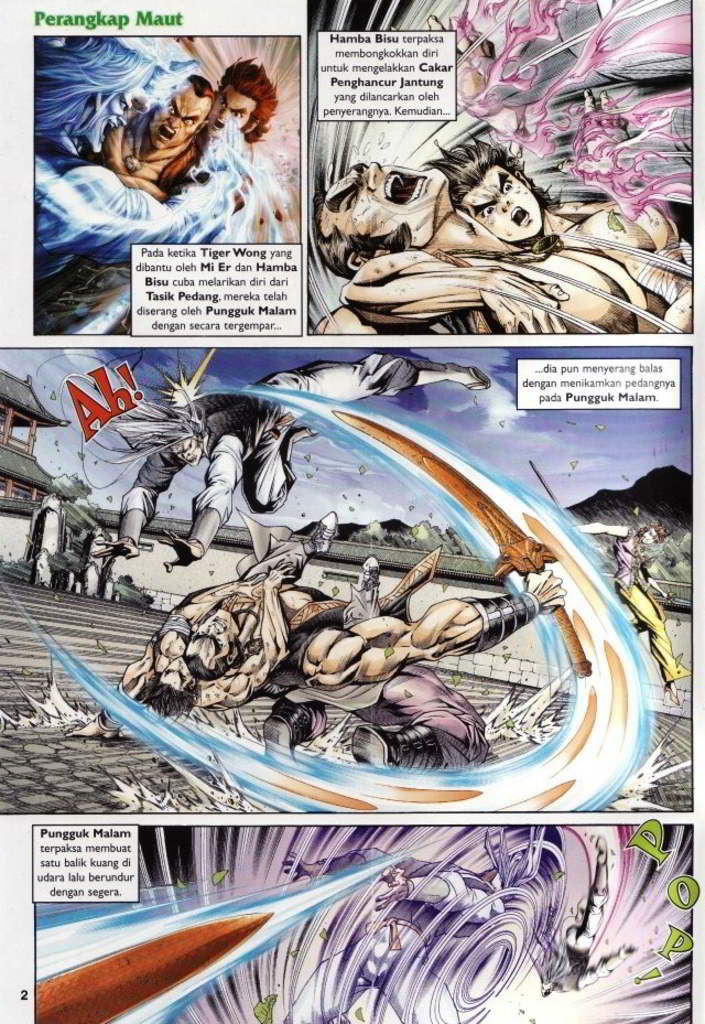 Perangkap Maut
Pada ketika Tiger Wong yang
dibantu oleh Mi Er dan Hamba
Bisu cuba melarikan diri dari
Tasik Pedang, mereka telah
diserang oleh Pungguk Malam
dengan secara tergempar...
Hamba Bisu terpaksa
membongkokkan diri
untuk mengelakkan Cakar
Penghancur Jantung
yang dilancarkan oleh
penyerangnya. Kemudian...
...dia pun menyerang balas
dengan menikamkan pedangnya
pada Pungguk Malam.
Ah!
Pungguk Malam
terpaksa membuat
satu balik kuang di
udara lalu berundur
dengan segera.
POP!
2